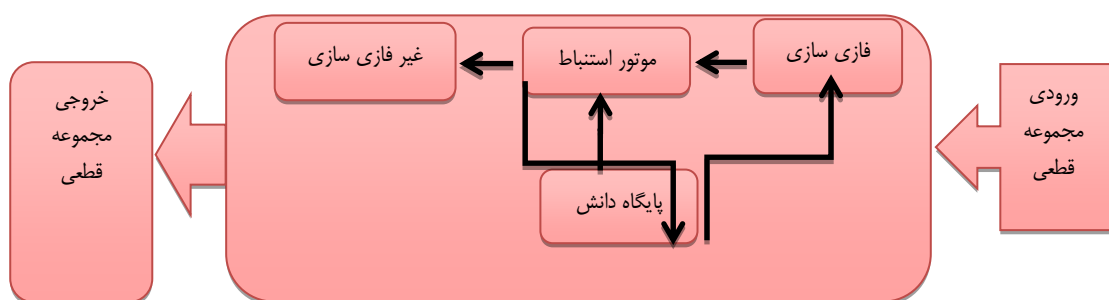 ورودی
مجموعه
قطعی
فازی سازی
موتور استنباط
غیر فازی سازی
پایگاه دانش
خروجی
مجموعه
قطعی